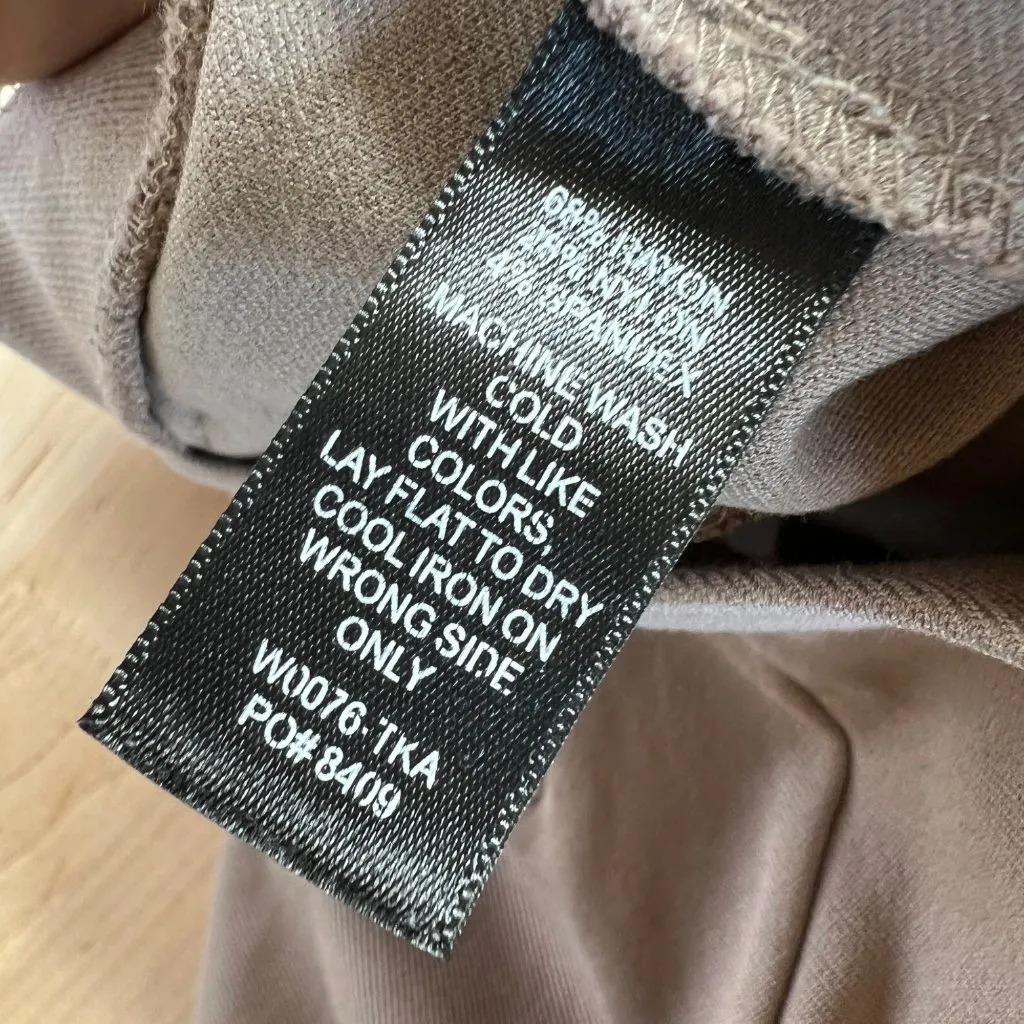 68% RAYON
28% NYLON
4% SPANDEX
MACHINE WASH
COLD
WITH LIKE
COLORS,
LAY FLAT TO DRY
COOL IRON ON
WRONG SIDE
ONLY
W0076 TKA
PO# 8409